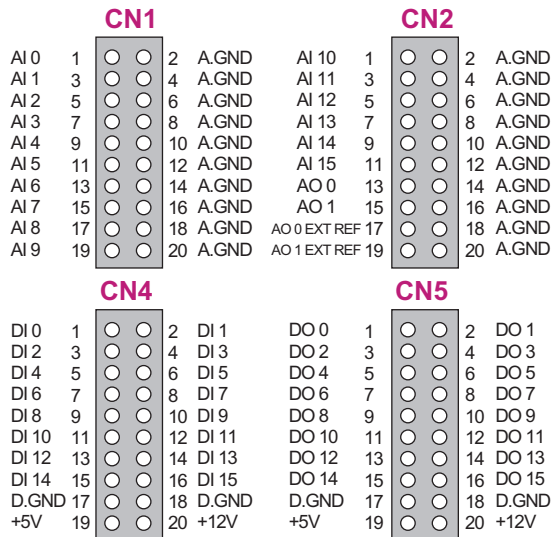 CN1 CN2
AI 0 1 2 A.GND AI 10 1 2 A.GND
AI 1 3 4 A.GND AI 11 3 4 A.GND
AI 2 5 6 A.GND AI 12 5 6 A.GND
AI 3 7 8 A.GND AI 13 7 8 A.GND
AI 4 9 10 A.GND AI 14 9 10 A.GND
AI 5 11 12 A.GND AI 15 11 12 A.GND
AI 6 13 14 A.GND AO 0 13 14 A.GND
AI 7 15 16 A.GND AO 1 15 16 A.GND
AI 8 17 18 A.GND AO 0 EXT REF 17 18 A.GND
AI 9 19 20 A.GND AO 1 EXT REF 19 20 A.GND
CN4 CN5
DI 0 1 2 DI 1 DO 0 1 2 DO 1
DI 2 3 4 DI 3 DO 2 3 4 DO 3
DI 4 5 6 DI 5 DO 4 5 6 DO 5
DI 6 7 8 DI 7 DO 6 7 8 DO 7
DI 8 9 10 DI 9 DO 8 9 10 DO 9
DI 10 11 12 DI 11 DO 10 11 12 DO 11
DI 12 13 14 DI 13 DO 12 13 14 DO 13
DI 14 15 16 DI 15 DO 14 15 16 DO 15
D.GND 17 18 D.GND D.GND 17 18 D.GND
+5V 19 20 +12V +5V 19 20 +12V